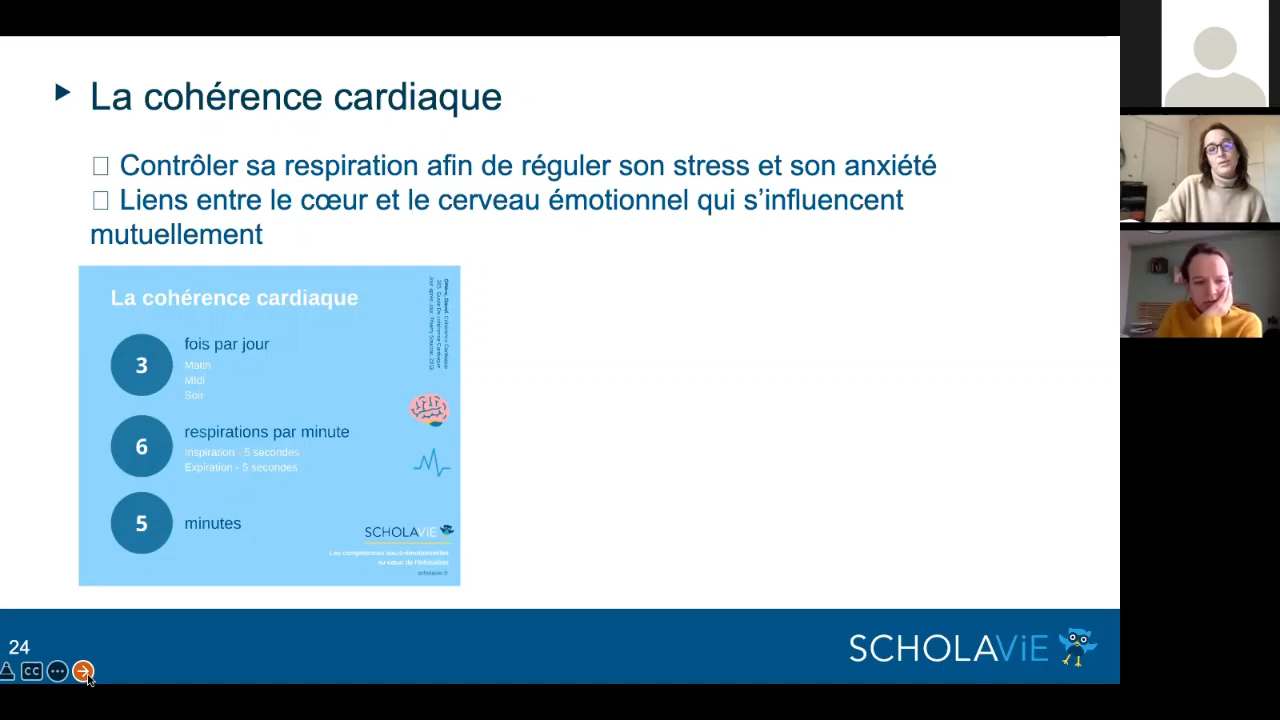 La cohérence cardiaque
Contrôler sa respiration afin de réguler son stress et son anxiété
Liens entre le cœur et le cerveau émotionnel qui s’influencent
mutuellement
La cohérence cardiaque
3
fois par jour
Matin
Midi
Soir
6
respirations par minute
Inspiration - 5 secondes
Expiration - 5 secondes
5
minutes
SCHOLAViE
Les compétences socio-émotionnelles
au cœur de l'éducation
scholavie.fr
24
CC
SCHOLAViE